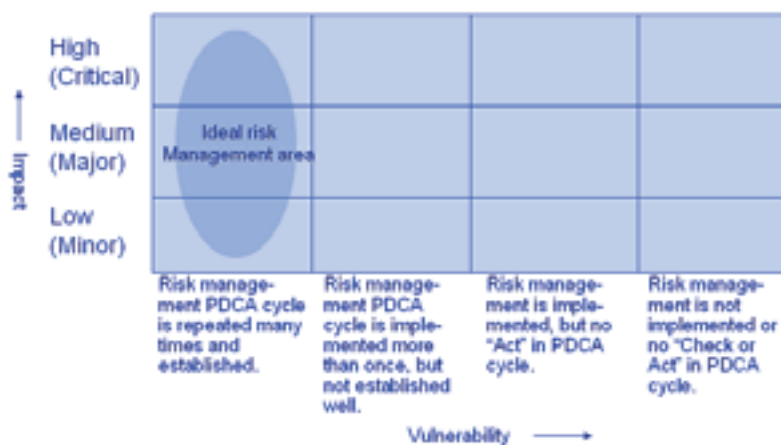 High
(Critical)
Medium
(Major)
Low
(Minor)
Impact
Ideal risk
Management area
Risk manage-
ment PDCA cycle
is repeated many
times and
established.
Risk manage-
ment PDCA
cycle is imple-
mented more
than once, but
not established
well.
Risk manage-
ment is imple-
mented, but no
"Act" in PDCA
cycle.
Risk manage-
ment is not
implemented or
no "Check or
Act" in PDCA
cycle.
Vulnerability